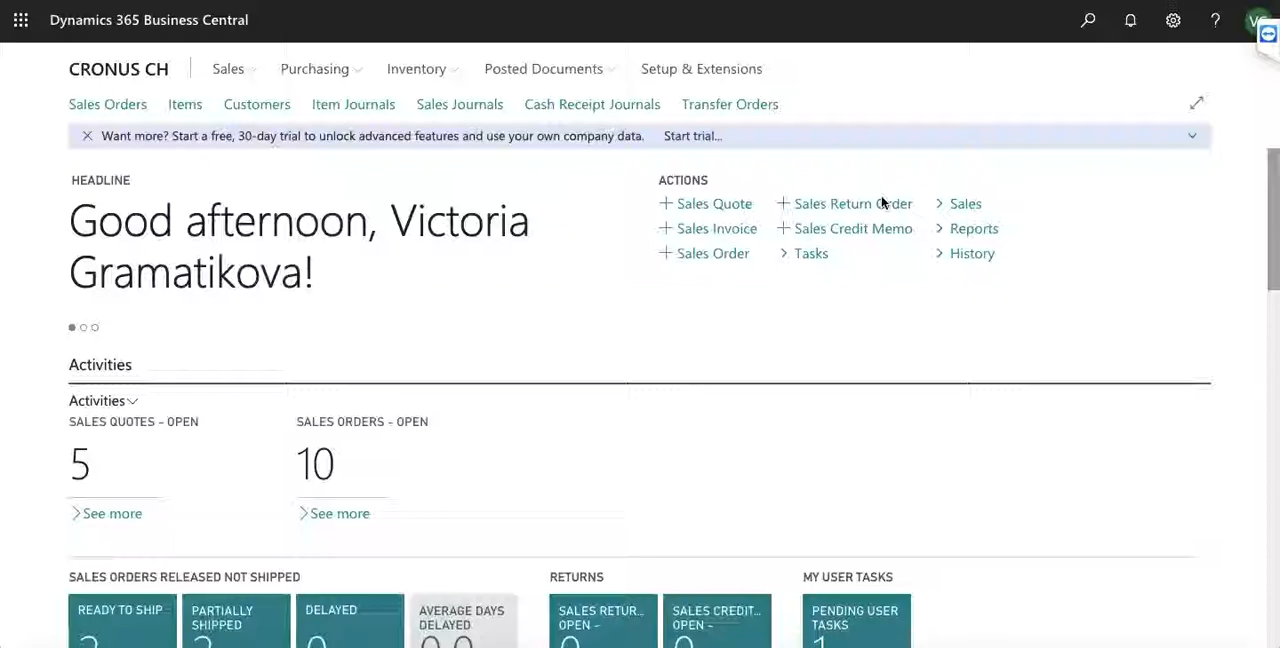 Dynamics 365 Business Central
?
CRONUS CH
Sales Purchasing Inventory Posted Documents Setup & Extensions
Sales Orders Items Customers Item Journals Sales Journals Cash Receipt Journals Transfer Orders
Want more? Start a free, 30-day trial to unlock advanced features and use your own company data. Start trial...
HEADLINE
Good afternoon, Victoria
Gramatikova!
ACTIONS
+ Sales Quote + Sales Return Order > Sales
+ Sales Invoice + Sales Credit Memo > Reports
+ Sales Order > Tasks > History
Activities
Activities
SALES QUOTES - OPEN SALES ORDERS - OPEN
5 10
>See more >See more
SALES ORDERS RELEASED NOT SHIPPED RETURNS MY USER TASKS
READY TO SHIP
PARTIALLY
SHIPPED
DELAYED
AVERAGE DAYS
DELAYED
SALES RETUR...
OPEN -
SALES CREDIT...
OPEN -
PENDING USER
TASKS